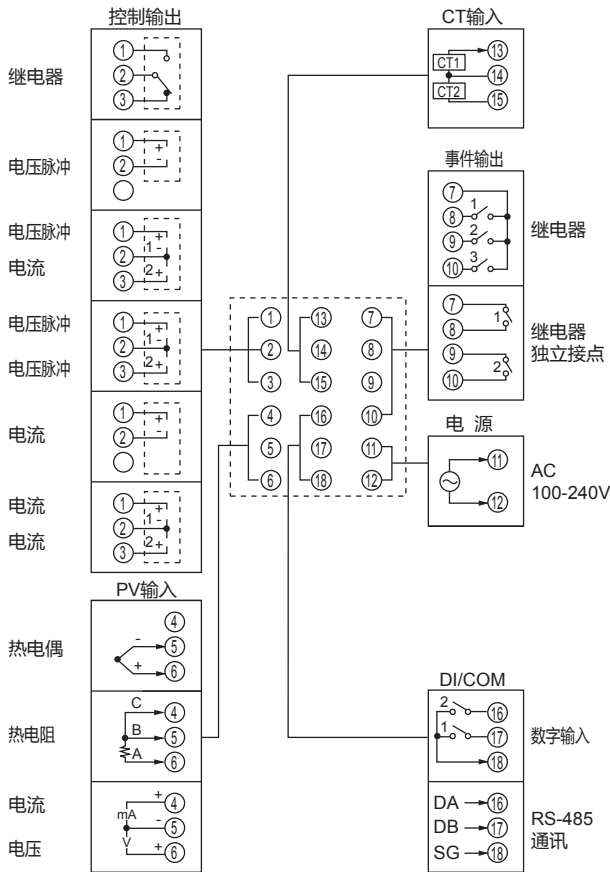 控制输出
继电器
1
2
3
电压脉冲
1
2
+
-
电压脉冲
电流
1
2
3
1
+
-
2
+
电压脉冲
电压脉冲
1
2
3
1
+
-
2
+
电流
1
2
+
-
电流
电流
1
2
3
1
+
-
2
+
PV输入
热电偶
4
- 5
+ 6
热电阻
C 4
B 5
A 6
电流
电压
+ 4
mA
- 5
V
+ 6
1 13 7
2 14 8
3 15 9
4 16 10
5 17 11
6 18 12
CT输入
CT1
CT2
13
14
15
事件输出
7
8 1
9 2
10 3
继电器
7
8
1
9
10
2
继电器
独立接点
电 源
11
12
AC
100-240V
DI/COM
2 16
1 17
18
数字输入
DA 16
DB 17
SG 18
RS-485
通讯